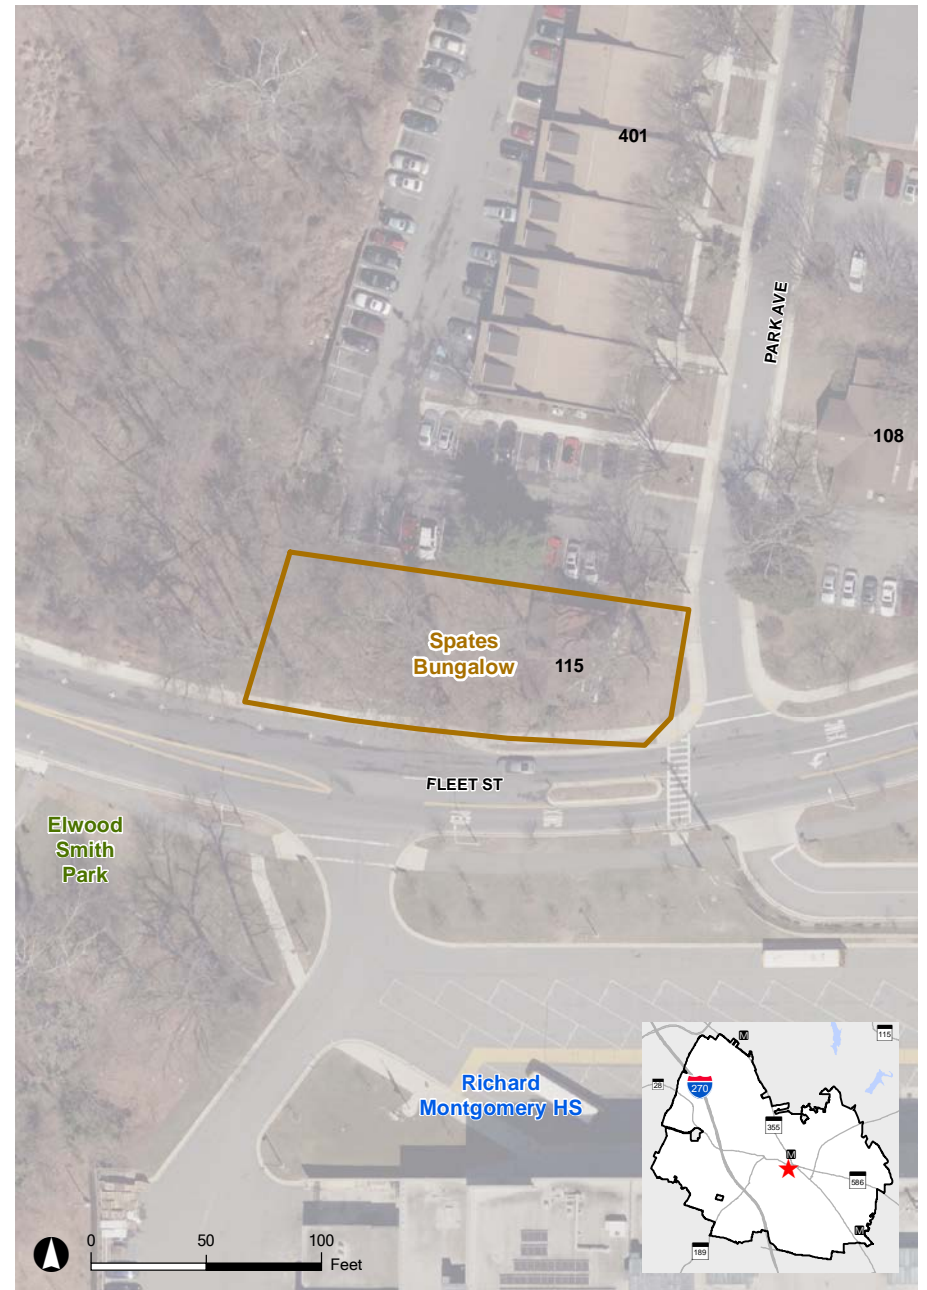 401
PARK AVE
108
Spates
Bungalow
115
FLEET ST
Elwood
Smith
Park
Richard
Montgomery HS
M
115
28
270
355
M
586
M
189
0 50 100
Feet